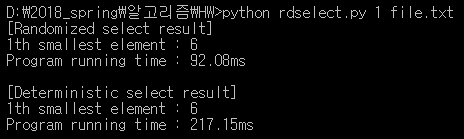 D:₩2018_spring₩알고리즘₩HW>python rdselect.py 1 file.txt
[Randomized select result]
1th smallest element : 6
Program running time : 92.08ms
[Deterministic select result]
1th smallest element : 6
Program running time : 217.15ms